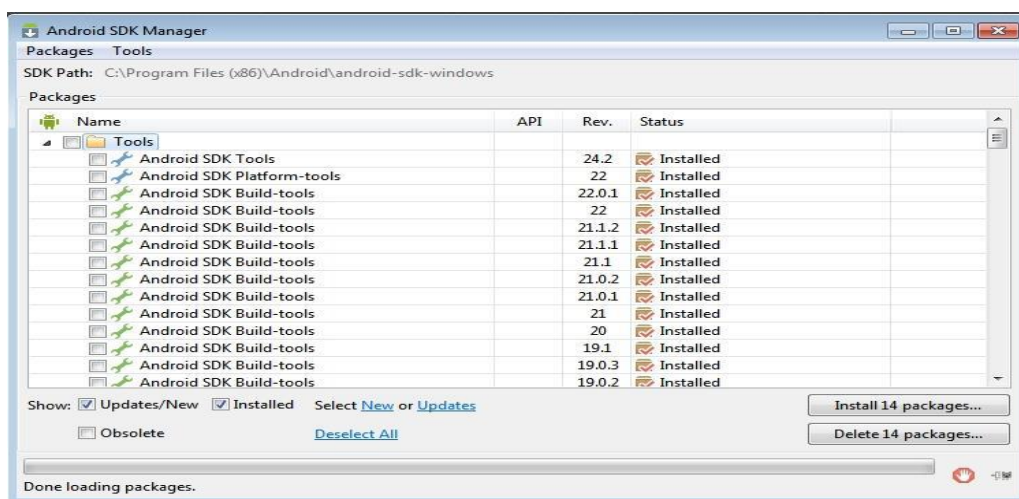 Android SDK Manager
Packages Tools
SDK Path: C:\Program Files (x86)\Android\android-sdk-windows
Packages
Name API Rev. Status
Tools
Android SDK Tools 24.2 Installed
Android SDK Platform-tools 22 Installed
Android SDK Build-tools 22.0.1 Installed
Android SDK Build-tools 22 Installed
Android SDK Build-tools 21.1.2 Installed
Android SDK Build-tools 21.1.1 Installed
Android SDK Build-tools 21.1 Installed
Android SDK Build-tools 21.0.2 Installed
Android SDK Build-tools 21.0.1 Installed
Android SDK Build-tools 21 Installed
Android SDK Build-tools 20 Installed
Android SDK Build-tools 19.1 Installed
Android SDK Build-tools 19.0.3 Installed
Android SDK Build-tools 19.0.2 Installed
Show: Updates/New Installed Select New or Updates Install 14 packages...
Obsolete Deselect All Delete 14 packages...
Done loading packages.